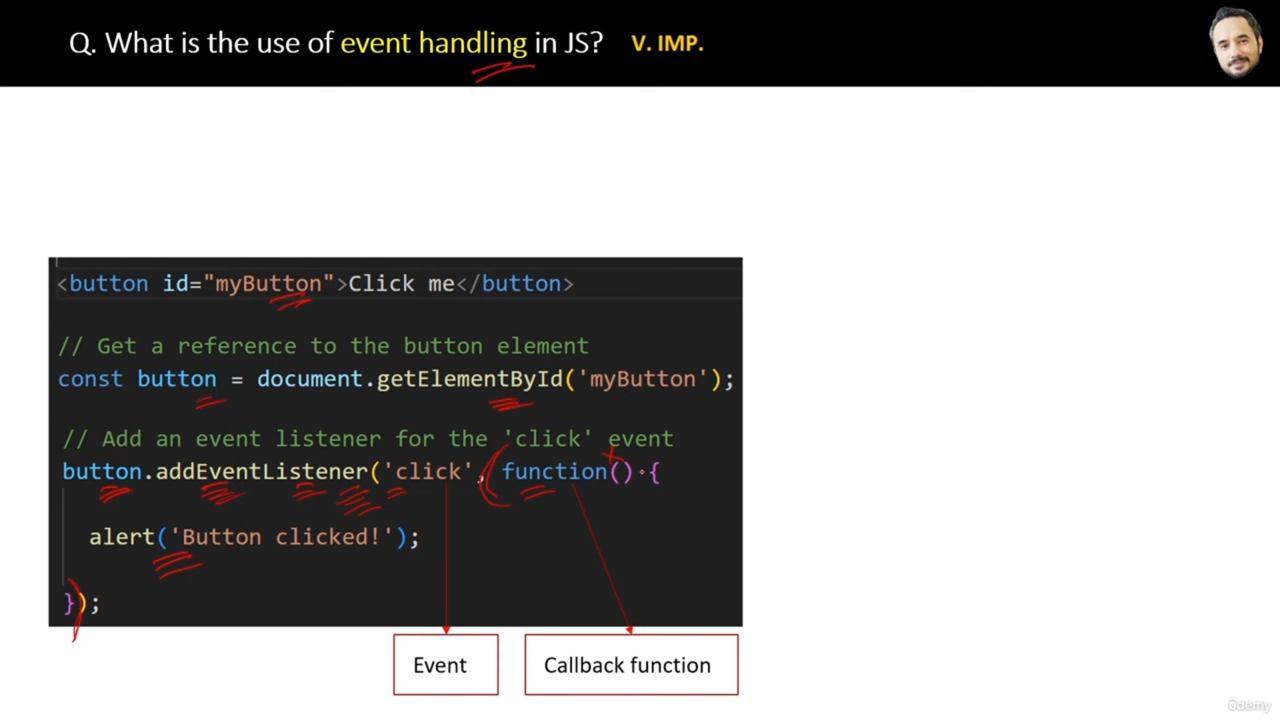 Q. What is the use of event handling in JS? V. IMP.
<button id="myButton">Click me</button>
// Get a reference to the button element
const button = document.getElementById('myButton');
// Add an event listener for the 'click' event
button.addEventListener('click', function() {
alert('Button clicked!');
});
Event
Callback function
ûdemy